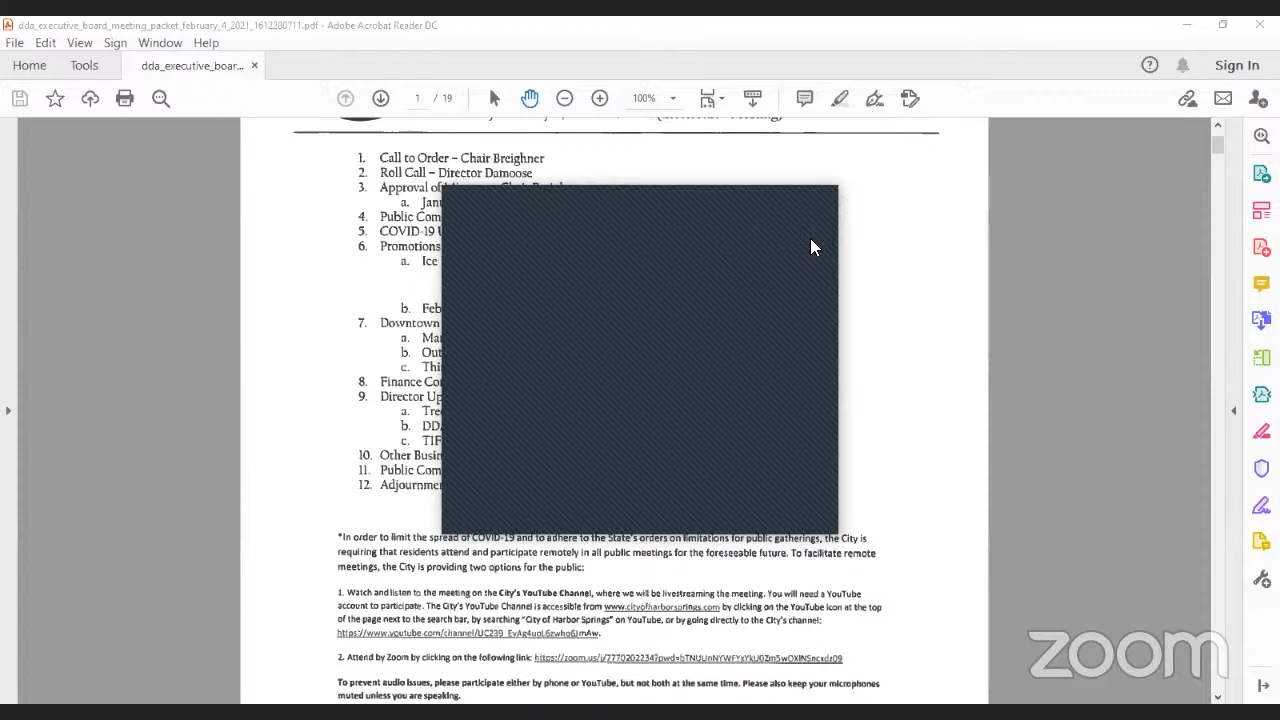 dda_executive_board_meeting_packet_february_4_2021_1612280711.pdf - Adobe Acrobat Reader DC
File Edit View Sign Window Help
Home Tools dda_executive_boar... × Sign In
1 / 19 100%
1. Call to Order – Chair Breighner
2. Roll Call – Director Damoose
3. Approval of
a. Janu
4. Public Com
5. COVID-19 U
6. Promotions
a. Ice
b. Feb
7. Downtown
a. Mar
b. Out
c. Thi
8. Finance Co
9. Director Up
a. Tree
b. DD
c. TIF
10. Other Busin
11. Public Com
12. Adjournme
*In order to limit the spread of COVID-19 and to adhere to the State's orders on limitations for public gatherings, the City is
requiring that residents attend and participate remotely in all public meetings for the foreseeable future. To facilitate remote
meetings, the City is providing two options for the public:
1. Watch and listen to the meeting on the City's YouTube Channel, where we will be livestreaming the meeting. You will need a YouTube
account to participate. The City's YouTube Channel is accessible from www.cityofharborsprings.com by clicking on the YouTube icon at the top
of the page next to the search bar, by searching "City of Harbor Springs" on YouTube, or by going directly to the City's channel:
https://www.youtube.com/channel/
2. Attend by Zoom by clicking on the following link:
To prevent audio issues, please participate either by phone or YouTube, but not both at the same time. Please also keep your microphones
muted unless you are speaking.
zoom